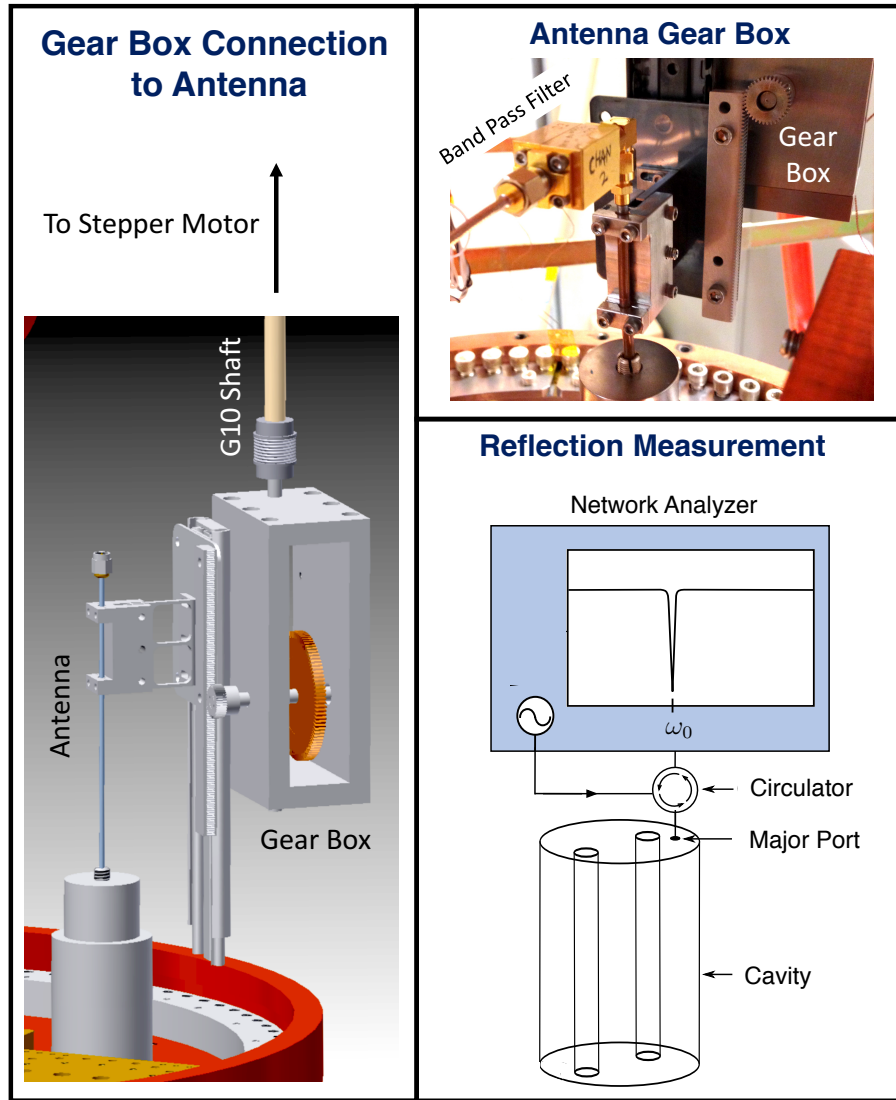 Gear Box Connection
to Antenna
To Stepper Motor
G10 Shaft
Antenna
Gear Box
Antenna Gear Box
Band Pass Filter
CHAN
2
Gear
Box
Reflection Measurement
Network Analyzer
ω₀
Circulator
Major Port
Cavity